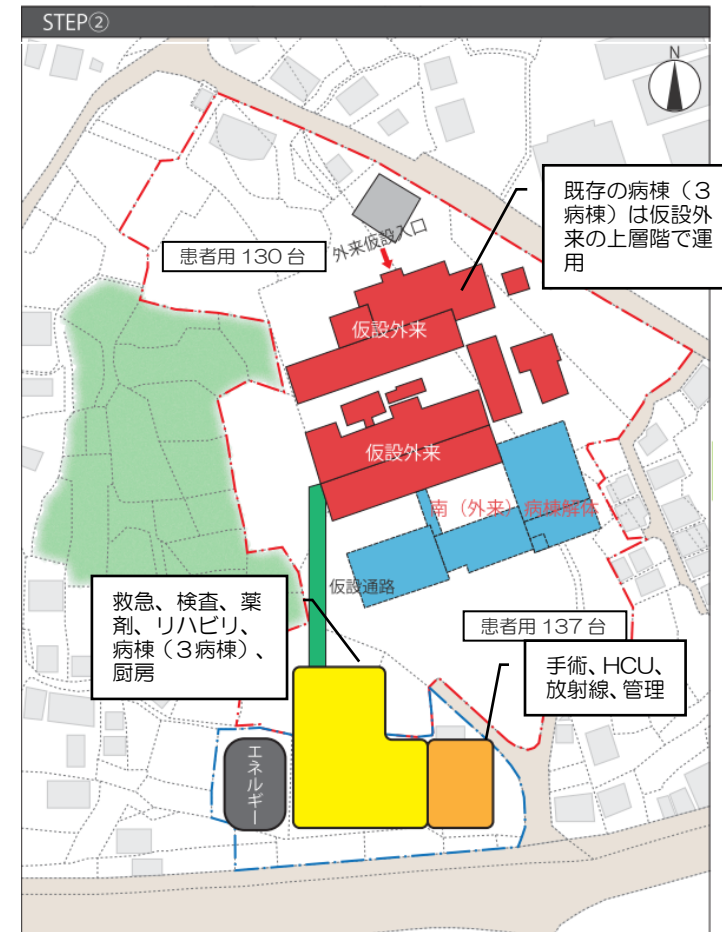 STEP②
N
既存の病棟（3
病棟）は仮設外
来の上層階で運
用
外来仮設入口
患者用 130 台
仮設外来
仮設外来
南（外来）病棟解体
仮設通路
救急、検査、薬
剤、リハビリ、
病棟（３病棟）、
厨房
患者用 137 台
手術、HCU、
放射線、管理
エネルギー